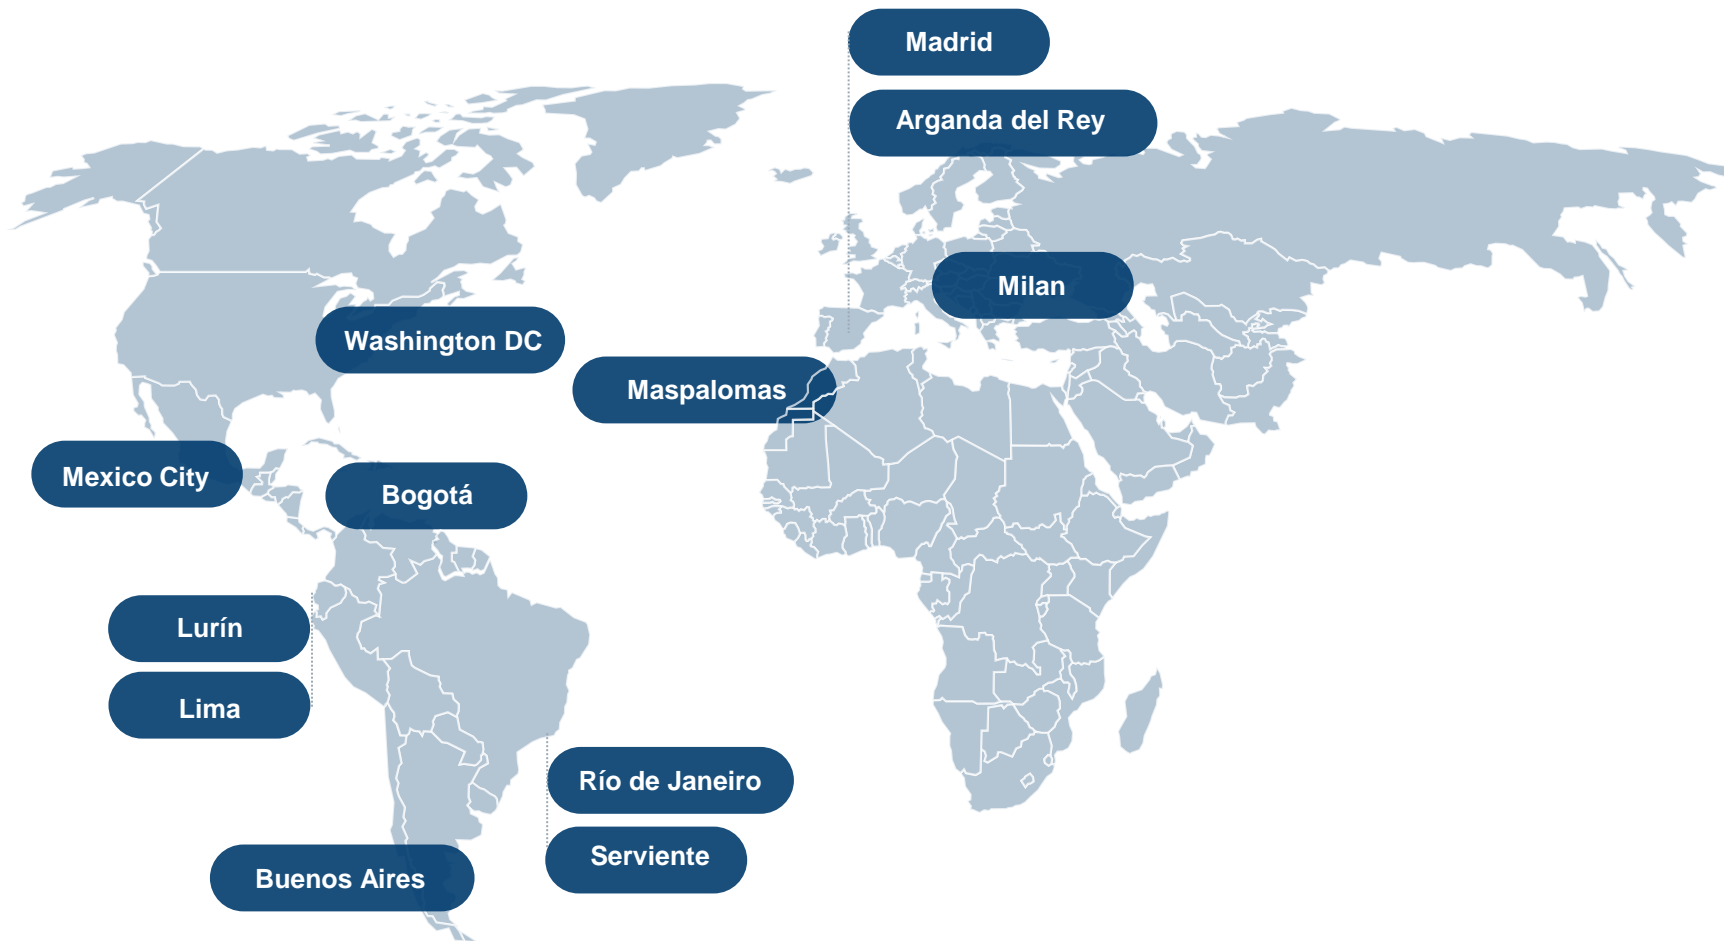 Madrid
Arganda del Rey
Milan
Washington DC
Maspalomas
Mexico City
Bogotá
Lurín
Lima
Río de Janeiro
Serviente
Buenos Aires